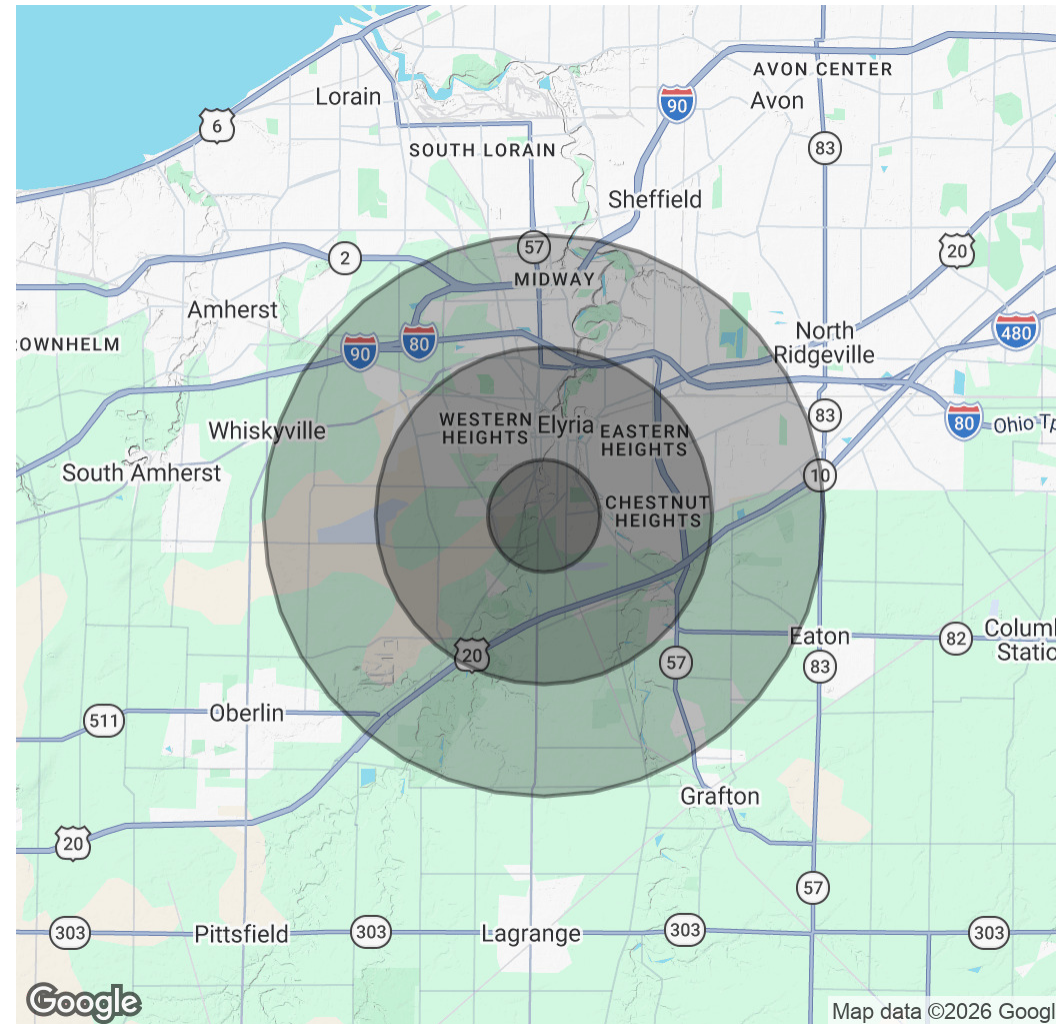 AVON CENTER
Lorain
90
Avon
6
SOUTH LORAIN
83
Sheffield
57
20
2
MIDWAY
Amherst
480
North
Ridgeville
OWNHELM
90
80
83
80
Ohio Tp
WESTERN
HEIGHTS
Elyria
EASTERN
HEIGHTS
Whiskyville
South Amherst
10
CHESTNUT
HEIGHTS
Eaton
82
Columb
Statio
20
57
83
511
Oberlin
Grafton
20
57
303
Pittsfield
303
Lagrange
303
303
Google
Map data ©2026 Googl